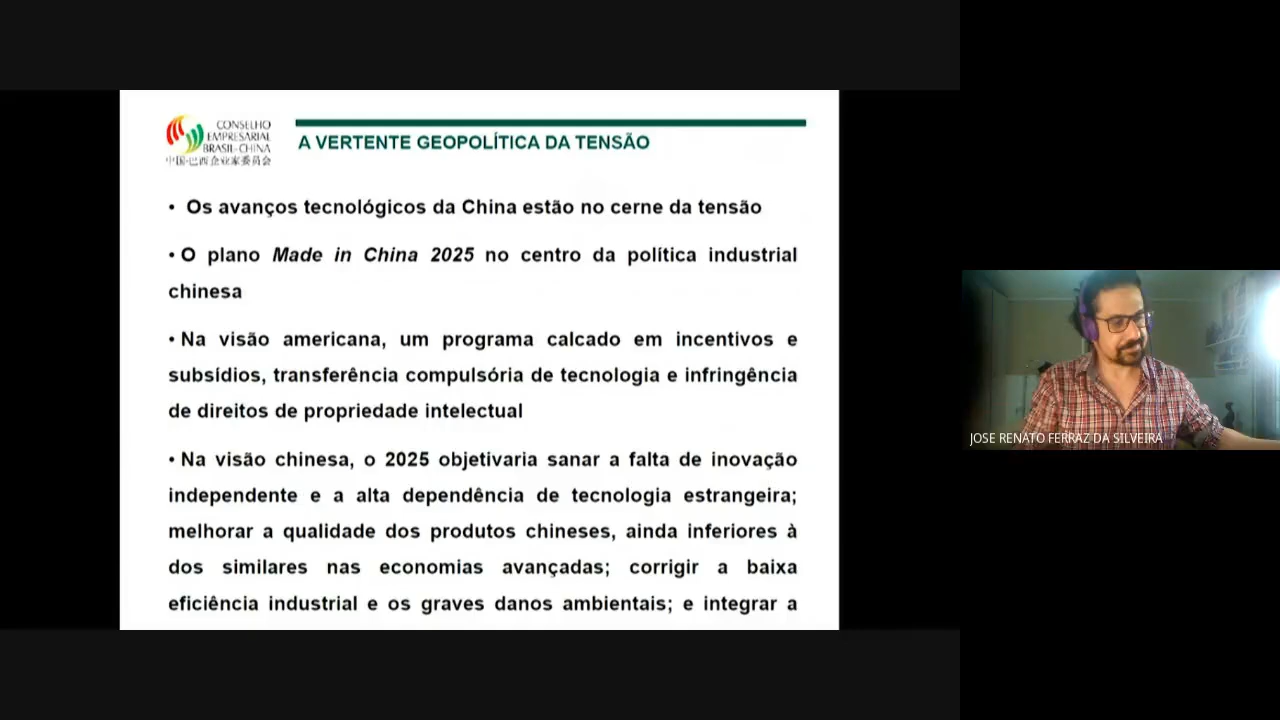 CONSELHO
EMPRESARIAL
BRASIL-CHINA
中国-巴西企业家委员会
A VERTENTE GEOPOLÍTICA DA TENSÃO
• Os avanços tecnológicos da China estão no cerne da tensão
• O plano Made in China 2025 no centro da política industrial
chinesa
• Na visão americana, um programa calcado em incentivos e
subsídios, transferência compulsória de tecnologia e infringência
de direitos de propriedade intelectual
• Na visão chinesa, o 2025 objetivaria sanar a falta de inovação
independente e a alta dependência de tecnologia estrangeira;
melhorar a qualidade dos produtos chineses, ainda inferiores à
dos similares nas economias avançadas; corrigir a baixa
eficiência industrial e os graves danos ambientais; e integrar a
JOSE RENATO FERRAZ DA SILVEIRA